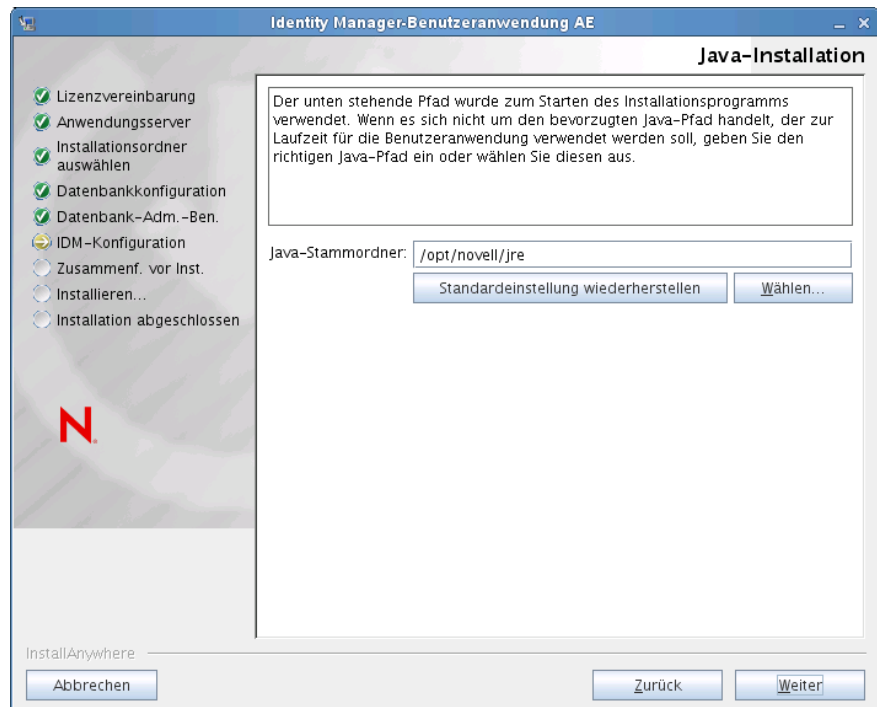 Identity Manager-Benutzeranwendung AE
Java-Installation
Lizenzvereinbarung
Anwendungsserver
Installationsordner
auswählen
Datenbankkonfiguration
Datenbank-Adm.-Ben.
IDM-Konfiguration
Zusammenf. vor Inst.
Installieren...
Installation abgeschlossen
N.
Der unten stehende Pfad wurde zum Starten des Installationsprogramms
verwendet. Wenn es sich nicht um den bevorzugten Java-Pfad handelt, der zur
Laufzeit für die Benutzeranwendung verwendet werden soll, geben Sie den
richtigen Java-Pfad ein oder wählen Sie diesen aus.
Java-Stammordner: /opt/novell/jre
Standardeinstellung wiederherstellen Wählen...
InstallAnywhere
Abbrechen Zurück Weiter